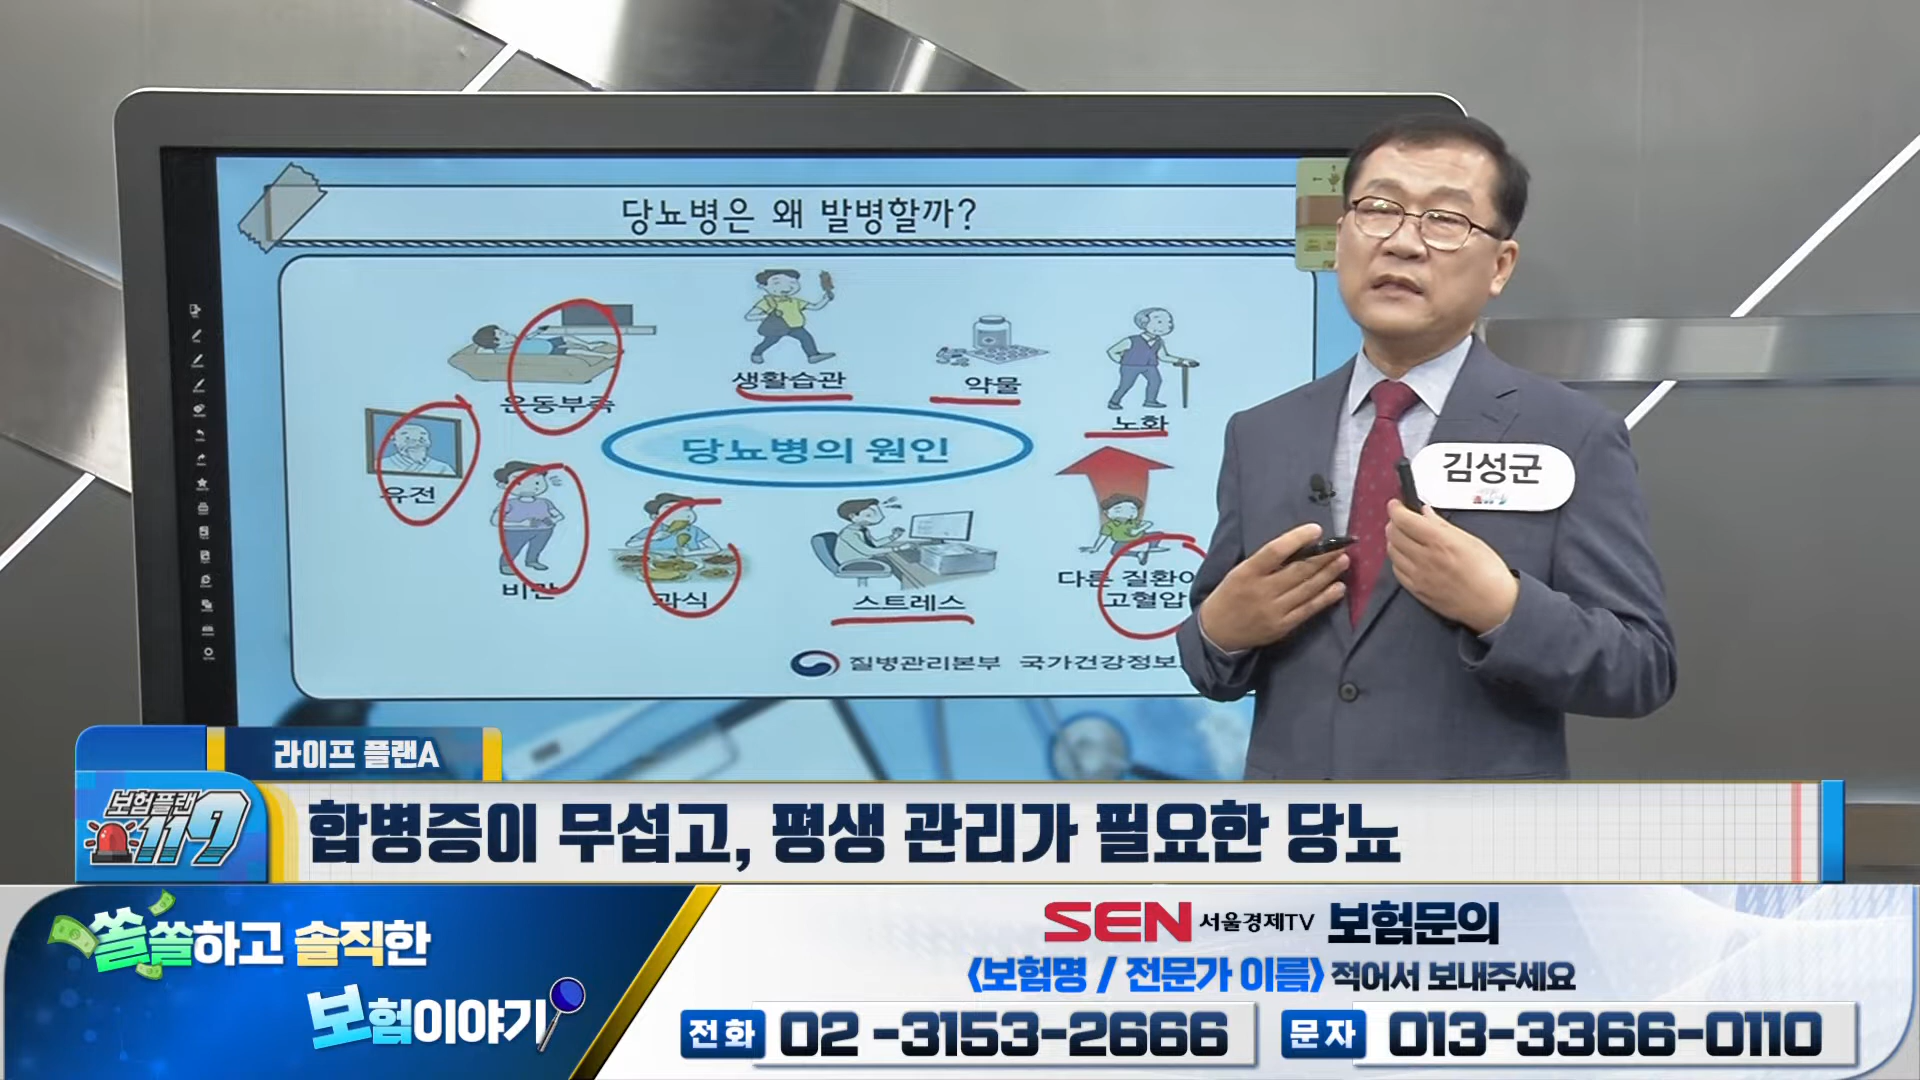 당뇨병은 왜 발병할까?
생활습관
약물
운동부족
노화
당뇨병의 원인
유전
비만
과식
스트레스
다른 질환이
고혈압
질병관리본부 국가건강정보
김성군
라이프 플랜A
보험플랜
119
합병증이 무섭고, 평생 관리가 필요한 당뇨
쏠쏠하고 솔직한
보험이야기
SEN 서울경제TV 보험문의
<보험명 / 전문가 이름> 적어서 보내주세요
전화 02 -3153-2666
문자 013-3366-0110